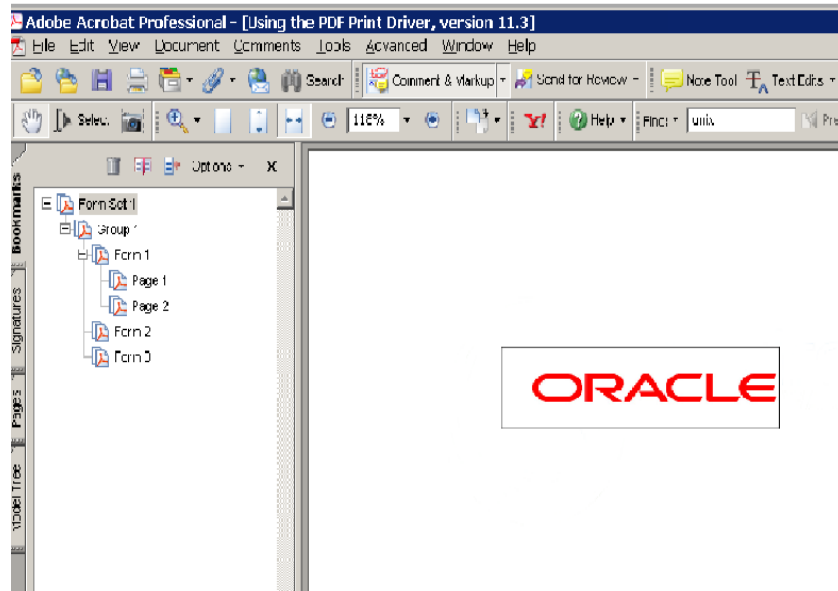 Adobe Acrobat Professional - [Using the PDF Print Driver, version 11.3]
File Edit View Document Comments Tools Advanced Window Help
Search Comment & Markup Send for Review Note Tool T A Text Edits
Select 118% Y! Help Find: unix Pre
Options X
Bookmarks
Signatures
Pages
Model Tree
Form Set 1
Group 1
Form 1
Page 1
Page 2
Form 2
Form 3
ORACLE